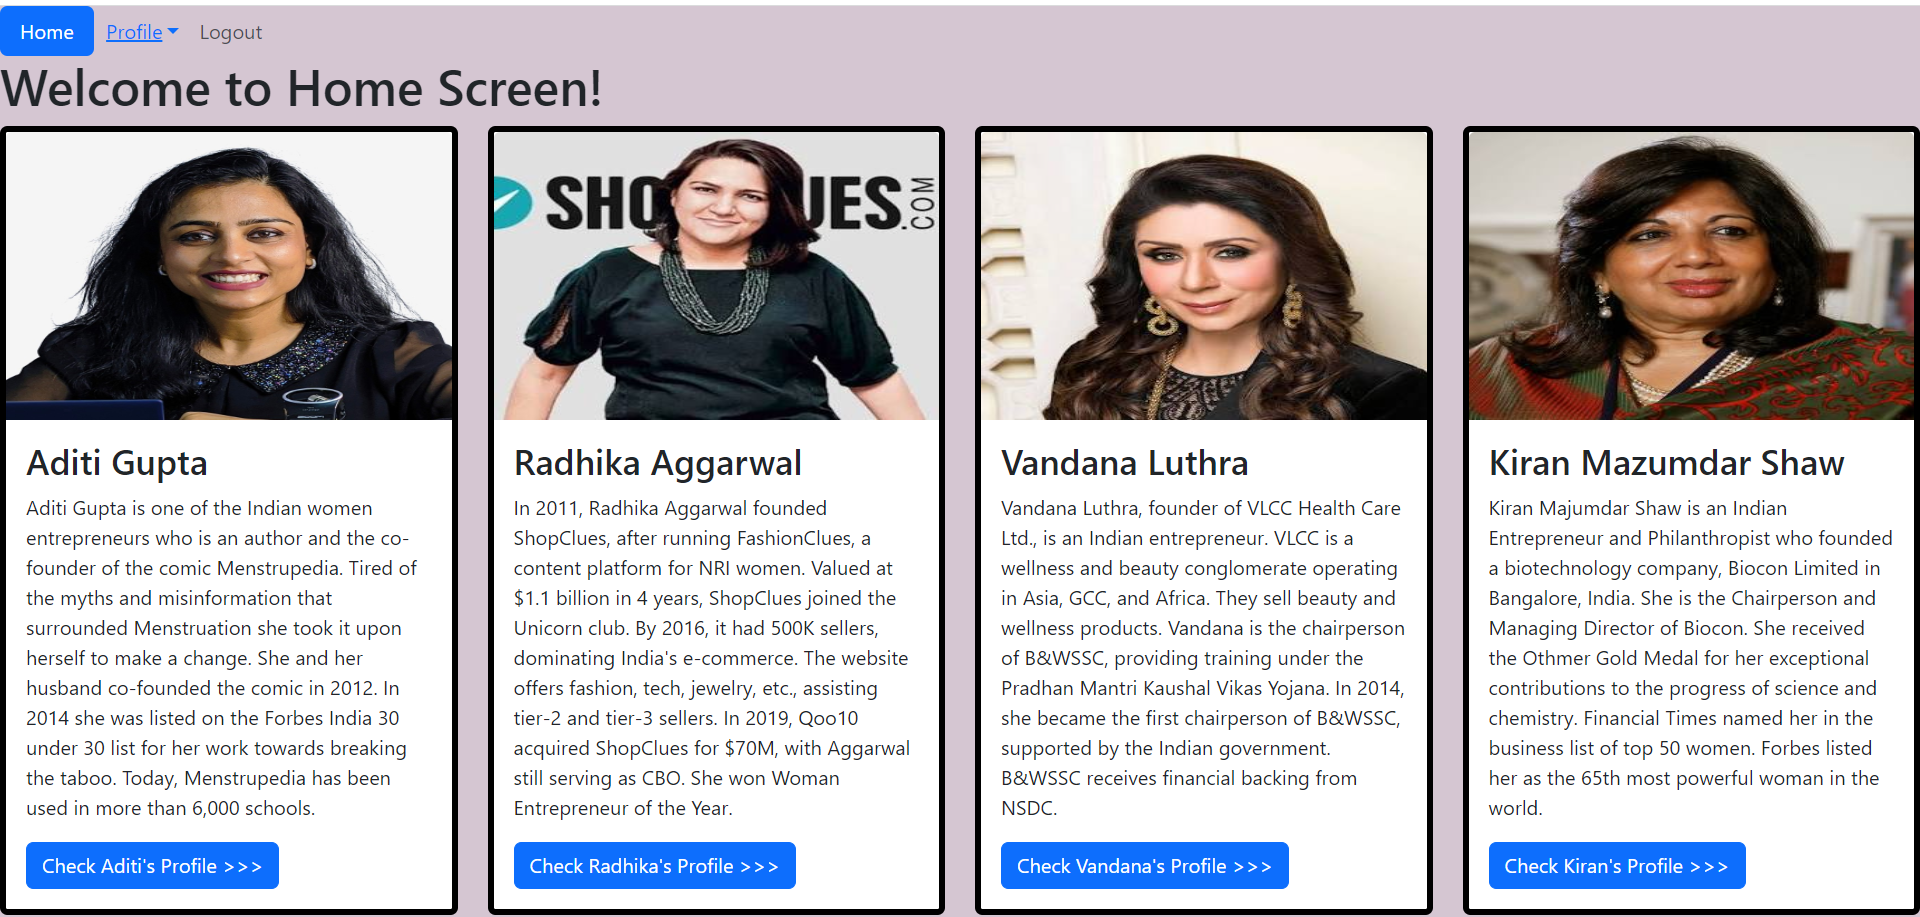 Home Profile Logout
Welcome to Home Screen!
SHO UES .COM
Aditi Gupta
Aditi Gupta is one of the Indian women
entrepreneurs who is an author and the co-
founder of the comic Menstrupedia. Tired of
the myths and misinformation that
surrounded Menstruation she took it upon
herself to make a change. She and her
husband co-founded the comic in 2012. In
2014 she was listed on the Forbes India 30
under 30 list for her work towards breaking
the taboo. Today, Menstrupedia has been
used in more than 6,000 schools.
Check Aditi's Profile >>>
Radhika Aggarwal
In 2011, Radhika Aggarwal founded
ShopClues, after running FashionClues, a
content platform for NRI women. Valued at
$1.1 billion in 4 years, ShopClues joined the
Unicorn club. By 2016, it had 500K sellers,
dominating India's e-commerce. The website
offers fashion, tech, jewelry, etc., assisting
tier-2 and tier-3 sellers. In 2019, Qoo10
acquired ShopClues for $70M, with Aggarwal
still serving as CBO. She won Woman
Entrepreneur of the Year.
Check Radhika's Profile >>>
Vandana Luthra
Vandana Luthra, founder of VLCC Health Care
Ltd., is an Indian entrepreneur. VLCC is a
wellness and beauty conglomerate operating
in Asia, GCC, and Africa. They sell beauty and
wellness products. Vandana is the chairperson
of B&WSSC, providing training under the
Pradhan Mantri Kaushal Vikas Yojana. In 2014,
she became the first chairperson of B&WSSC,
supported by the Indian government.
B&WSSC receives financial backing from
NSDC.
Check Vandana's Profile >>>
Kiran Mazumdar Shaw
Kiran Majumdar Shaw is an Indian
Entrepreneur and Philanthropist who founded
a biotechnology company, Biocon Limited in
Bangalore, India. She is the Chairperson and
Managing Director of Biocon. She received
the Othmer Gold Medal for her exceptional
contributions to the progress of science and
chemistry. Financial Times named her in the
business list of top 50 women. Forbes listed
her as the 65th most powerful woman in the
world.
Check Kiran's Profile >>>